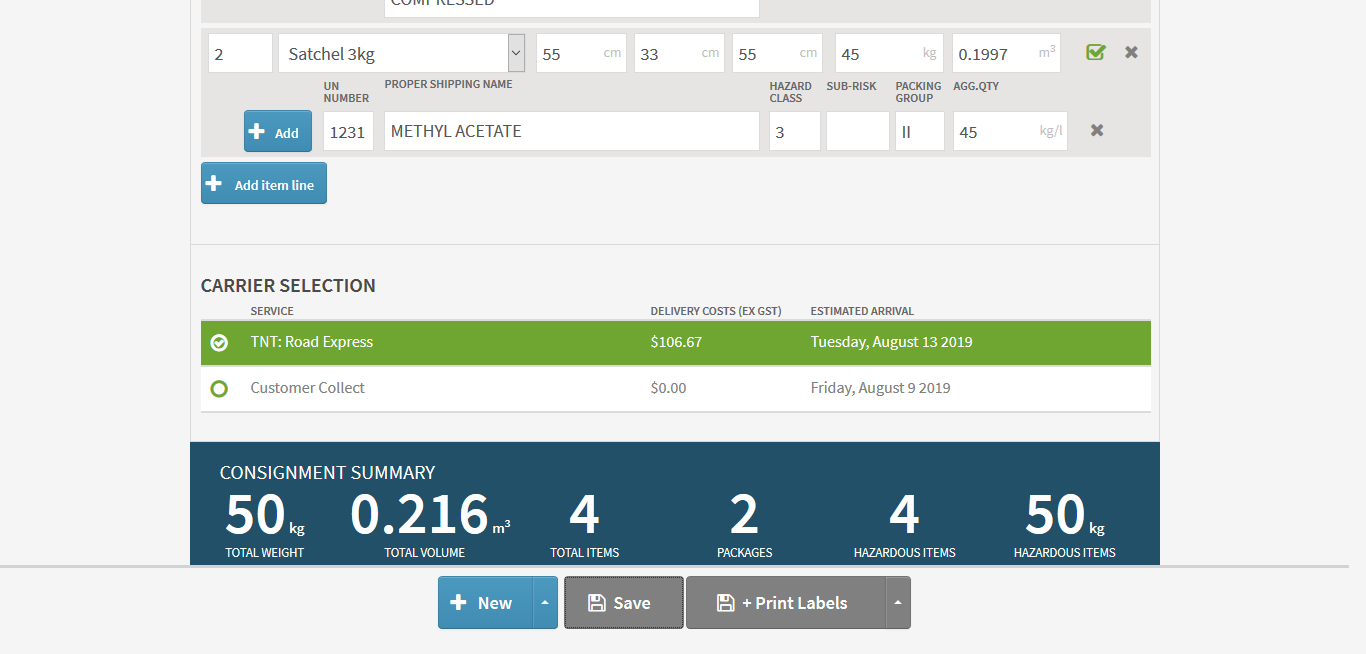 COMPRESSED
2 Satchel 3kg 55 cm 33 cm 55 cm 45 kg 0.1997 m³
UN NUMBER PROPER SHIPPING NAME HAZARD CLASS SUB-RISK PACKING GROUP AGG.QTY
Add 1231 METHYL ACETATE 3 II 45 kg/l
Add item line
CARRIER SELECTION
SERVICE DELIVERY COSTS (EX GST) ESTIMATED ARRIVAL
TNT: Road Express $106.67 Tuesday, August 13 2019
Customer Collect $0.00 Friday, August 9 2019
CONSIGNMENT SUMMARY
50 kg 0.216 m³ 4 2 4 50 kg
TOTAL WEIGHT TOTAL VOLUME TOTAL ITEMS PACKAGES HAZARDOUS ITEMS HAZARDOUS ITEMS
New Save + Print Labels